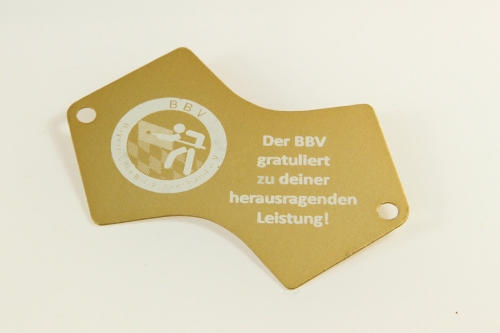 BBV
Der BBV
gratuliert
zu deiner
herausragenden
Leistung!